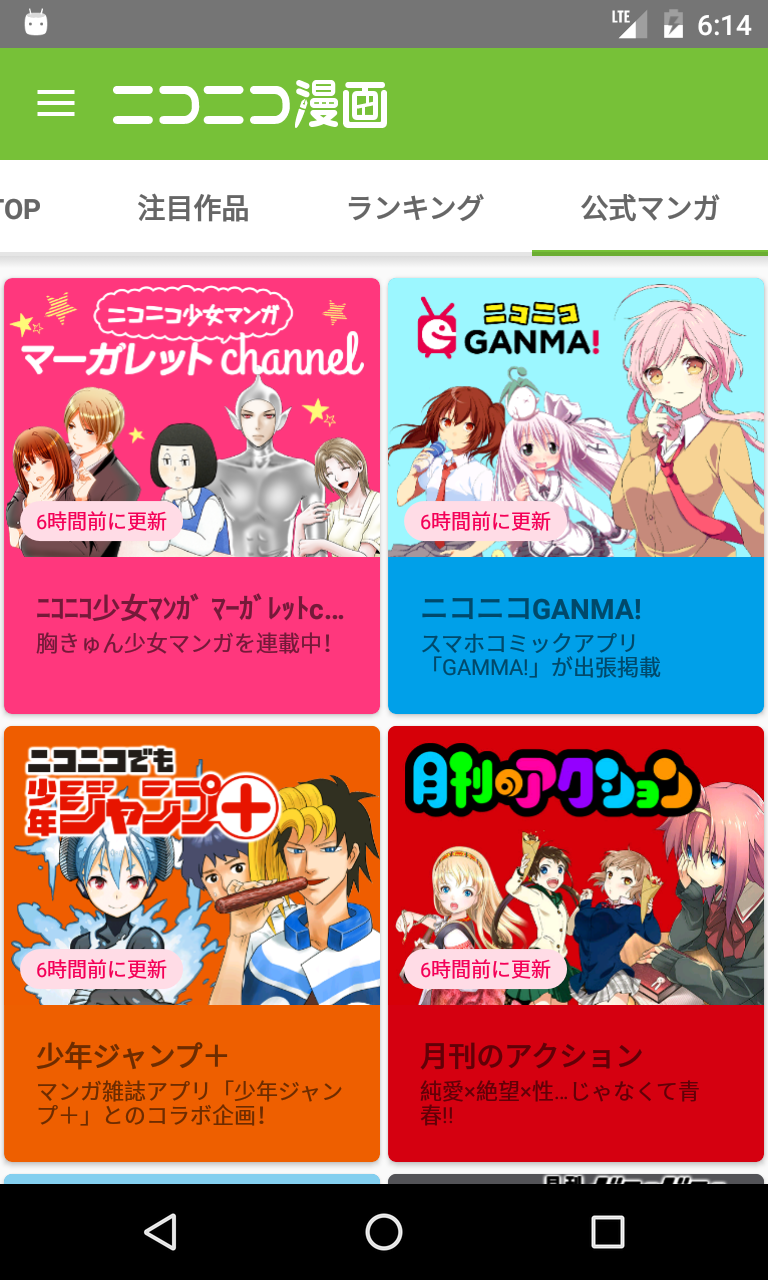 LTE 6:14
ニコニコ漫画
TOP 注目作品 ランキング 公式マンガ
ニコニコ少女マンガ
マーガレット channel
6時間前に更新
ﾆｺﾆｺ少女ﾏﾝｶﾞ ﾏｰｶﾞﾚｯﾄc...
胸きゅん少女マンガを連載中!
ニコニコ
GANMA!
6時間前に更新
ニコニコGANMA!
スマホコミックアプリ
「GAMMA!」が出張掲載
ニコニコでも
少年ジャンプ+
6時間前に更新
少年ジャンプ＋
マンガ雑誌アプリ「少年ジャン
プ＋」とのコラボ企画!
月刊のアクション
6時間前に更新
月刊のアクション
純愛×絶望×性...じゃなくて青
春!!